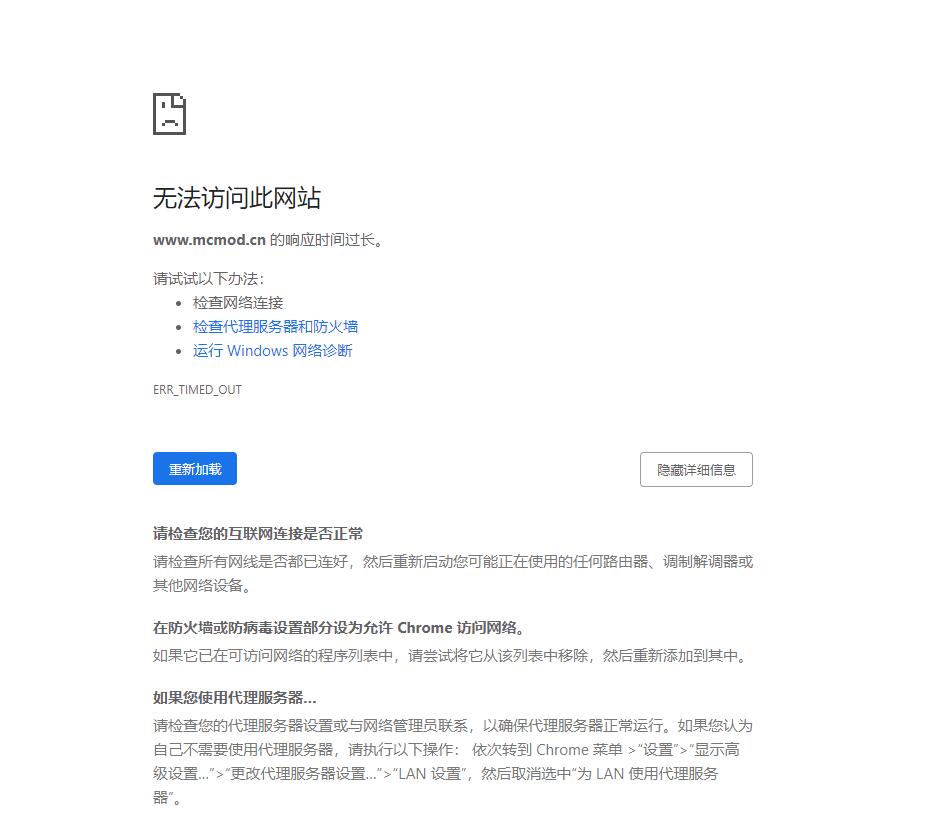 无法访问此网站
www.mcmod.cn 的响应时间过长。
请试试以下办法：
检查网络连接
检查代理服务器和防火墙
运行 Windows 网络诊断
ERR_TIMED_OUT
重新加载
隐藏详细信息
请检查您的互联网连接是否正常
请检查所有网线是否都已连好，然后重新启动您可能正在使用的任何路由器、调制解调器或
其他网络设备。
在防火墙或防病毒设置部分设为允许 Chrome 访问网络。
如果它已在可访问网络的程序列表中，请尝试将它从该列表中移除，然后重新添加到其中。
如果您使用代理服务器…
请检查您的代理服务器设置或与网络管理员联系，以确保代理服务器正常运行。如果您认为
自己不需要使用代理服务器，请执行以下操作： 依次转到 Chrome 菜单 >“设置”>“显示高
级设置…”>“更改代理服务器设置…”>“LAN 设置”，然后取消选中“为 LAN 使用代理服务
器”。